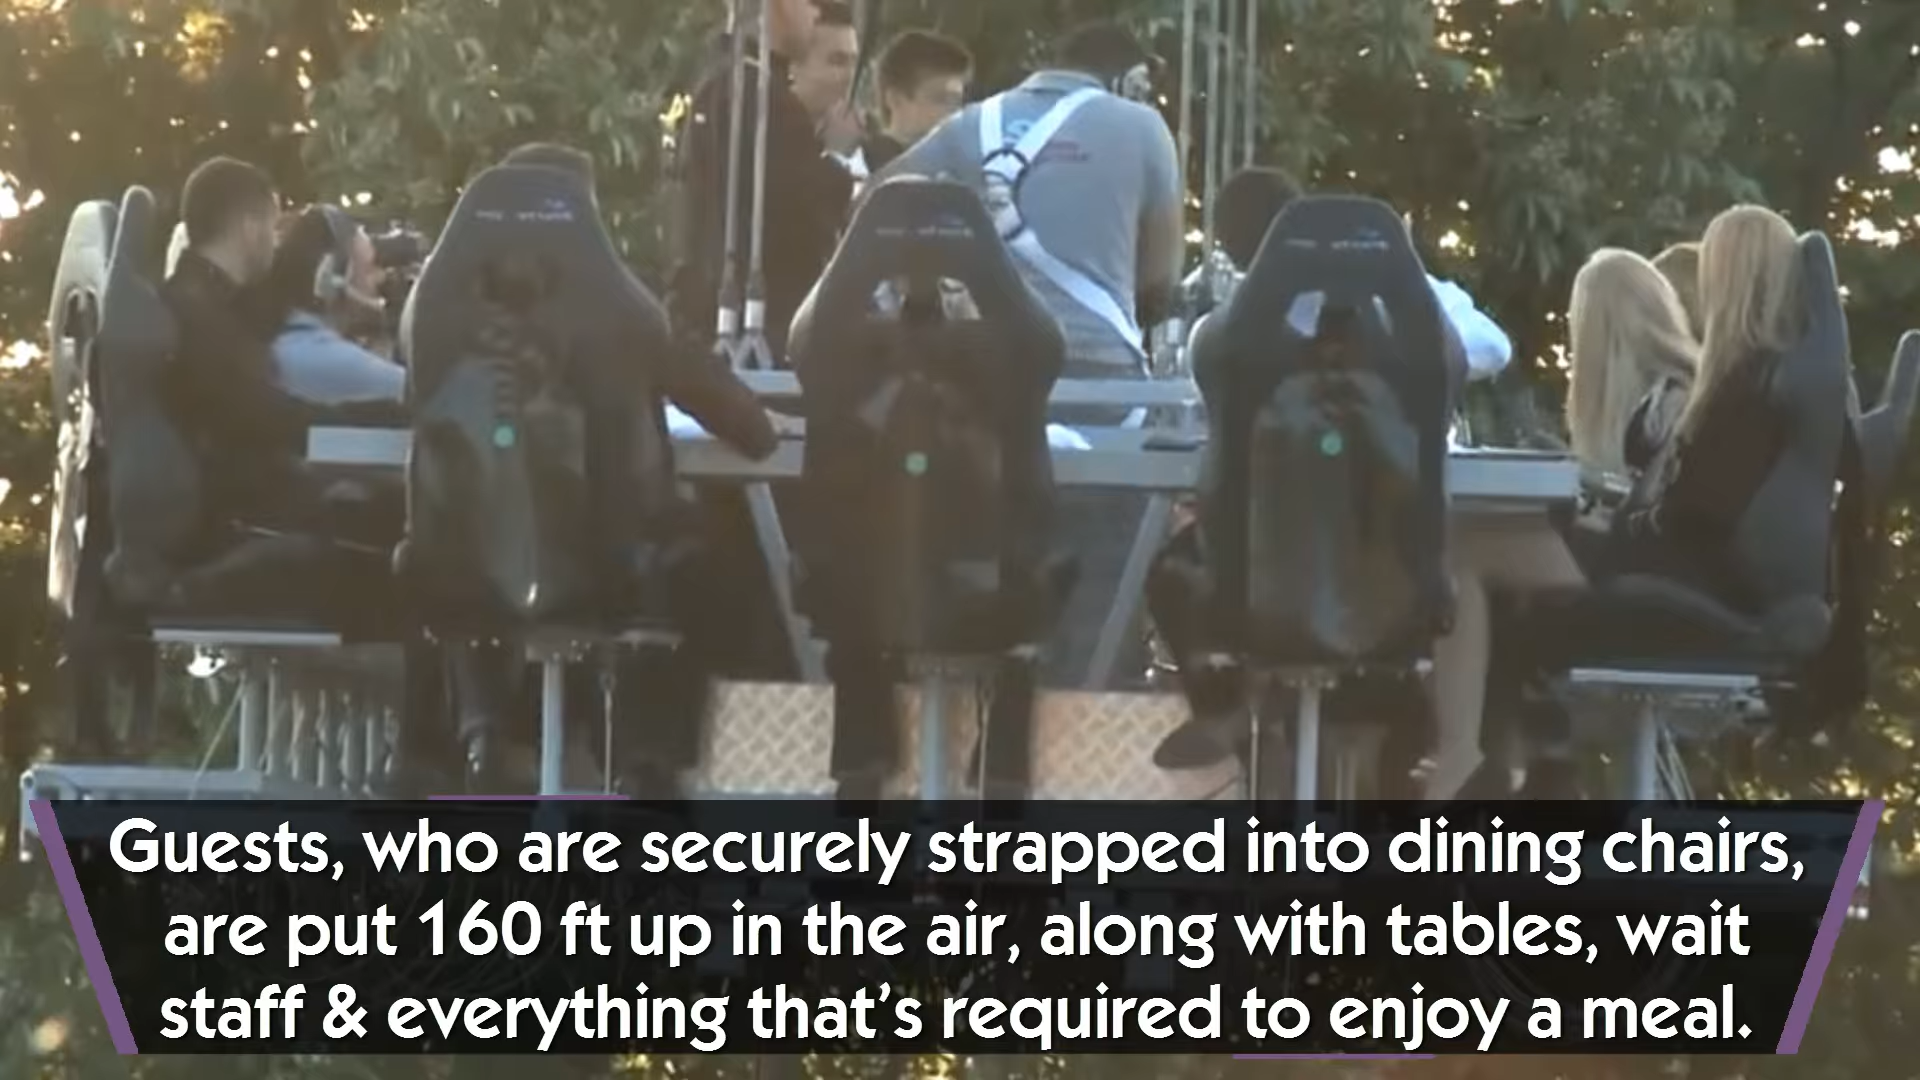 Guests, who are securely strapped into dining chairs,
are put 160 ft up in the air, along with tables, wait
staff & everything that's required to enjoy a meal.